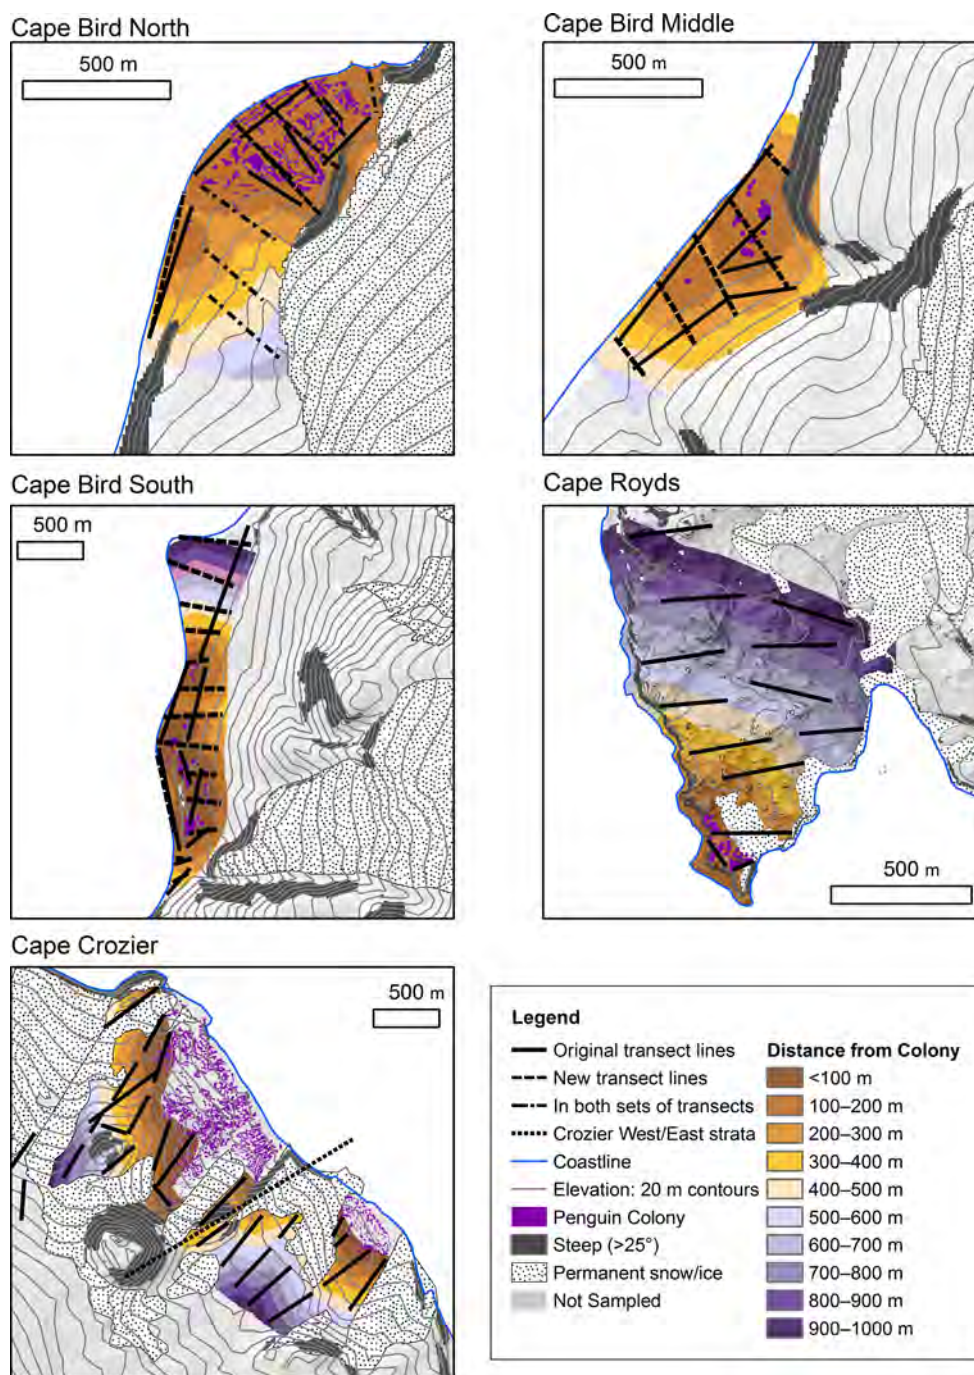 Cape Bird North
500 m
Cape Bird Middle
500 m
Cape Bird South
500 m
Cape Royds
500 m
Cape Crozier
500 m
Legend
Original transect lines
New transect lines
In both sets of transects
Crozier West/East strata
Coastline
Elevation: 20 m contours
Penguin Colony
Steep (>25°)
Permanent snow/ice
Not Sampled
Distance from Colony
<100 m
100–200 m
200–300 m
300–400 m
400–500 m
500–600 m
600–700 m
700–800 m
800–900 m
900–1000 m